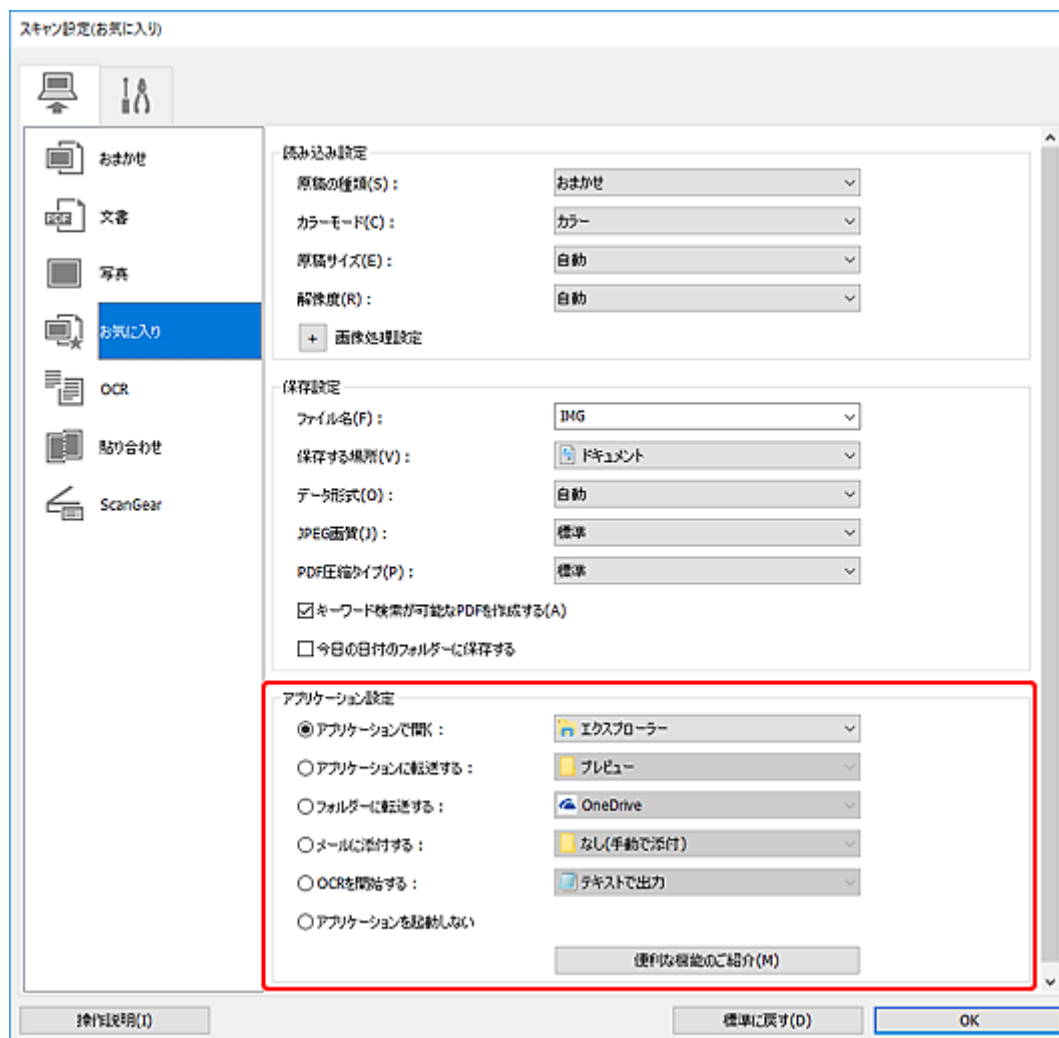 スキャン設定(お気に入り)
おまかせ
文書
PDF
写真
お気に入り
OCR
貼り合わせ
ScanGear
読み込み設定
原稿の種類(S) : おまかせ
カラーモード(C) : カラー
原稿サイズ(E) : 自動
解像度(R) : 自動
+ 画像処理設定
保存設定
ファイル名(F) : IMG
保存する場所(V) : ドキュメント
データ形式(O) : 自動
JPEG画質(J) : 標準
PDF圧縮タイプ(P) : 標準
キーワード検索が可能なPDFを作成する(A)
今日の日付のフォルダーに保存する
アプリケーション設定
アプリケーションで開く : エクスプローラー
アプリケーションに転送する : プレビュー
フォルダーに転送する : OneDrive
メールに添付する : なし(手動で添付)
OCRを開始する : テキストで出力
アプリケーションを起動しない
便利な機能のご紹介(M)
操作説明(I)
標準に戻す(D)
OK